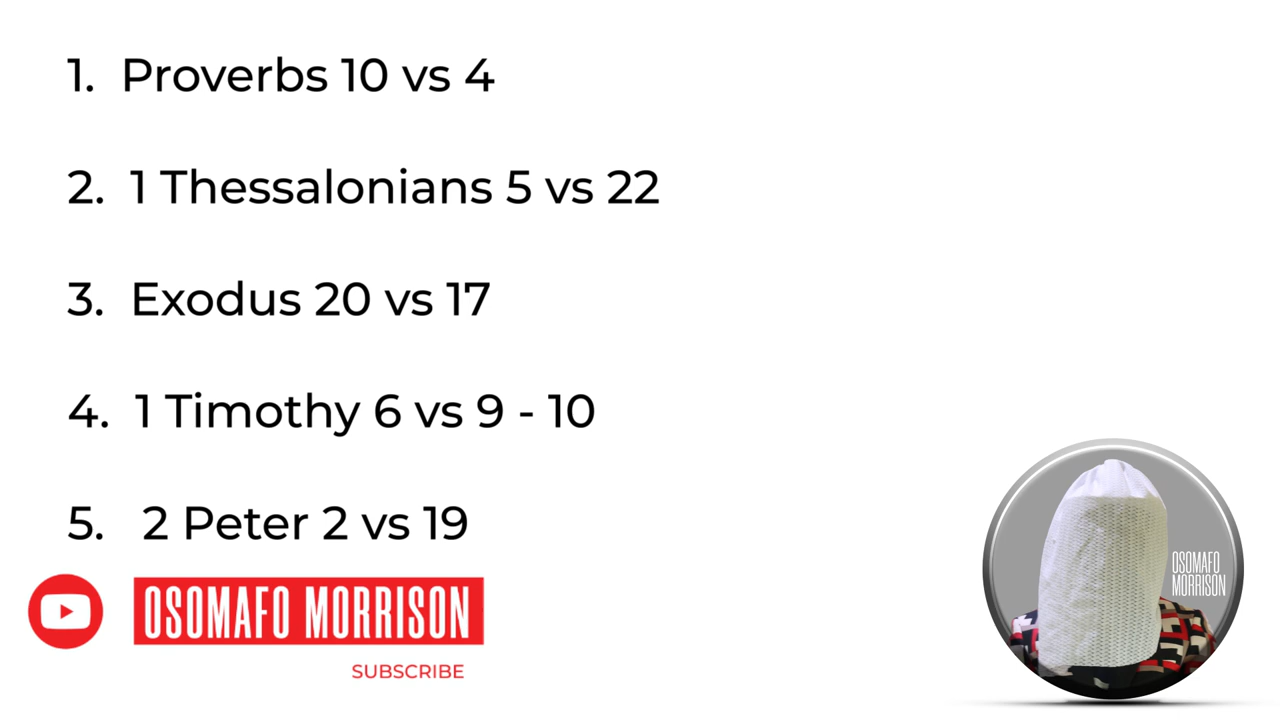 1. Proverbs 10 vs 4
2. 1 Thessalonians 5 vs 22
3. Exodus 20 vs 17
4. 1 Timothy 6 vs 9 - 10
5. 2 Peter 2 vs 19
OSOMAFO MORRISON
SUBSCRIBE
OSOMAFO
MORRISON